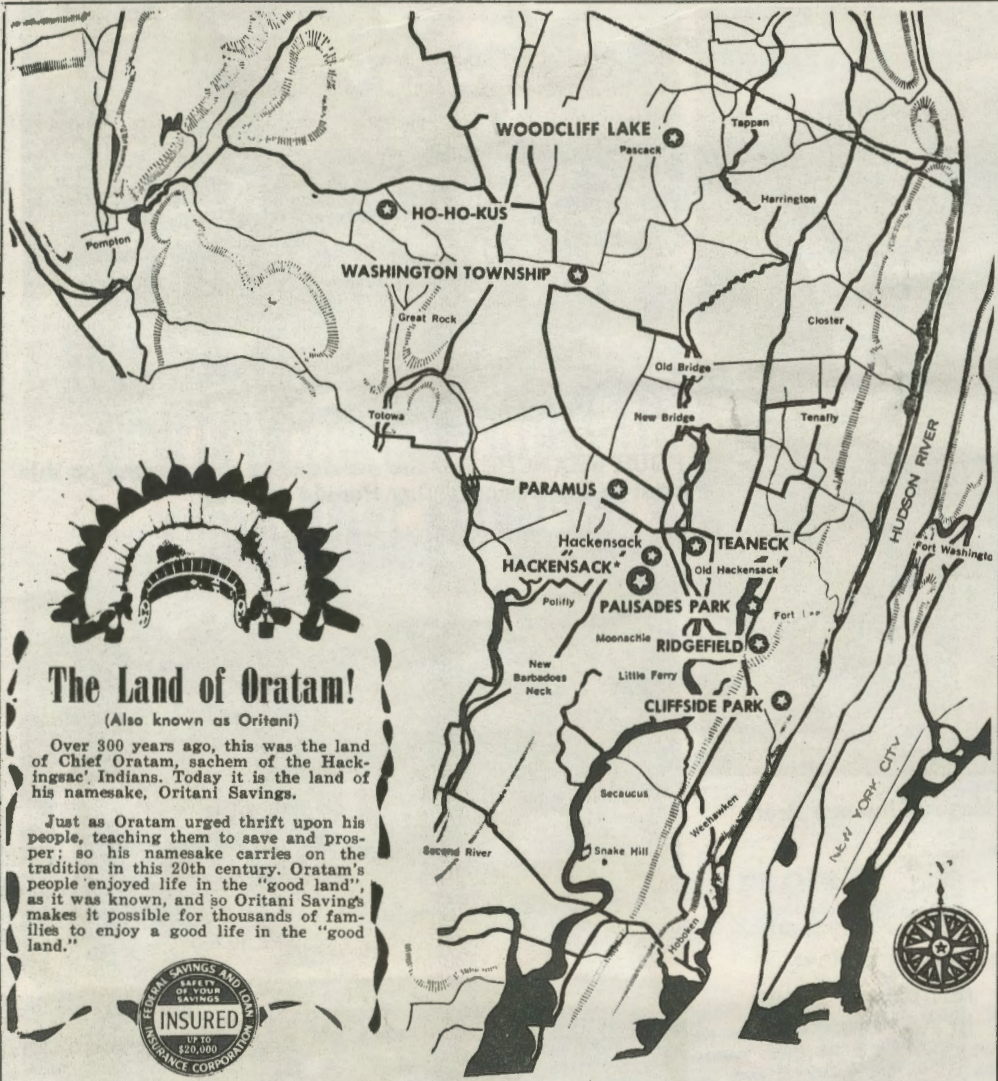 WOODCLIFF LAKE
Pascack
Tappan
Harrington
HO-HO-KUS
Pompton
WASHINGTON TOWNSHIP
Great Rock
Closter
Old Bridge
New Bridge
Tenafly
Totowa
HUDSON RIVER
PARAMUS
Hackensack
TEANECK
"HACKENSACK"*
Old Hackensack
Fort Washington
Polifly
PALISADES PARK
Fort Lee
Moonachie
RIDGEFIELD
New
Barbadoes
Neck
Little Ferry
CLIFFSIDE PARK
Secaucus
Weehawken
NEW YORK CITY
Second River
Snake Hill
Hoboken
The Land of Oratam!
(Also known as Oritani)
Over 300 years ago, this was the land
of Chief Oratam, sachem of the Hack-
ingsac' Indians. Today it is the land of
his namesake, Oritani Savings.
Just as Oratam urged thrift upon his
people, teaching them to save and pros-
per; so his namesake carries on the
tradition in this 20th century. Oratam's
people enjoyed life in the "good land",
as it was known, and so Oritani Savings
makes it possible for thousands of fam-
ilies to enjoy a good life in the "good
land."
FEDERAL SAVINGS AND LOAN
INSURANCE CORPORATION
SAFETY
OF YOUR
SAVINGS
INSURED
UP TO
$20,000